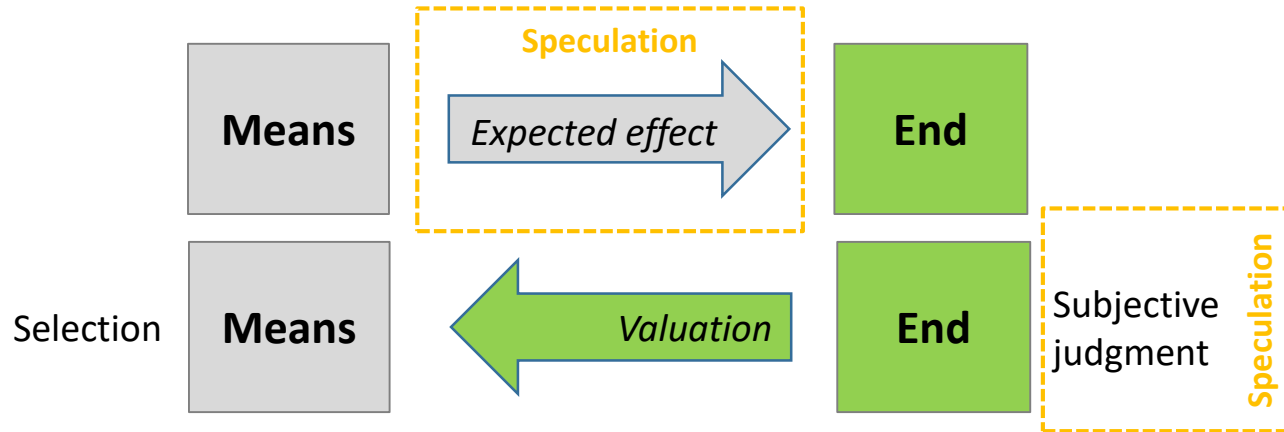 Speculation
Means
Expected effect
End
Selection
Means
Valuation
End
Subjective
judgment
Speculation